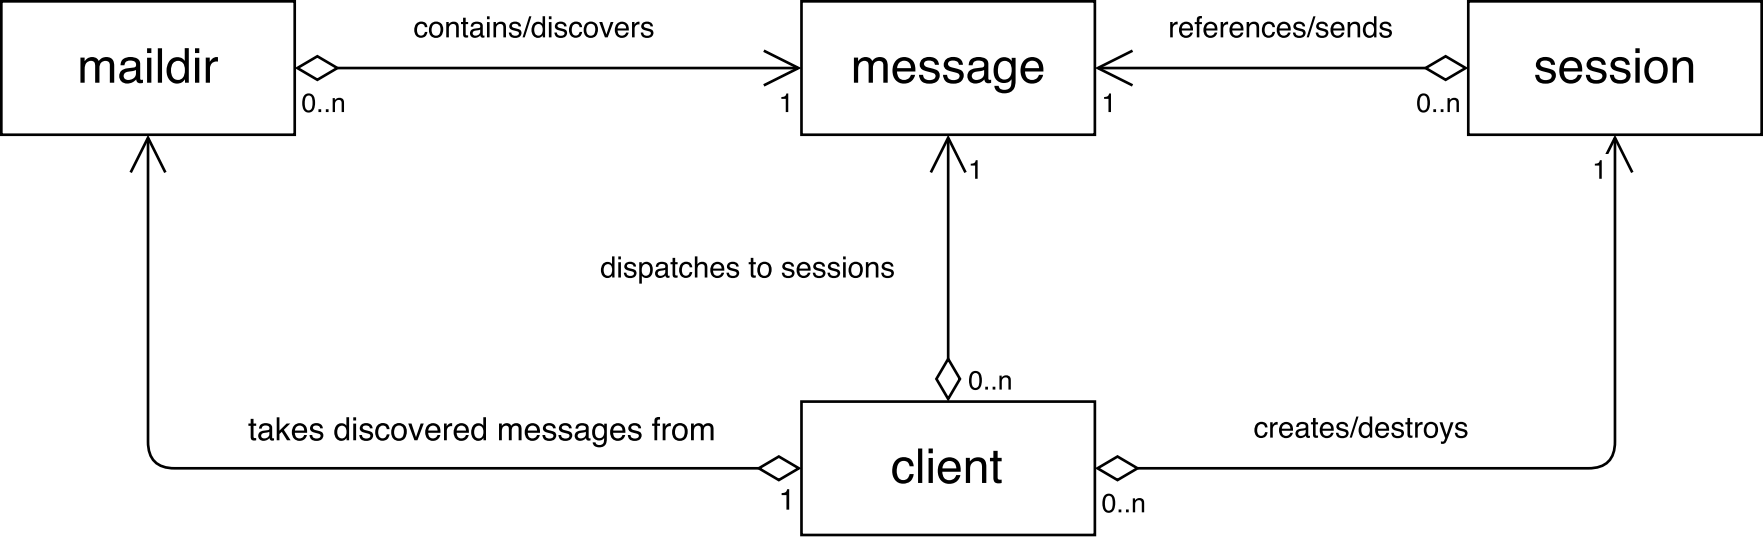 contains/discovers
references/sends
maildir
message
session
0..n
1
1
0..n
1
1
dispatches to sessions
0..n
takes discovered messages from
creates/destroys
client
1
0..n